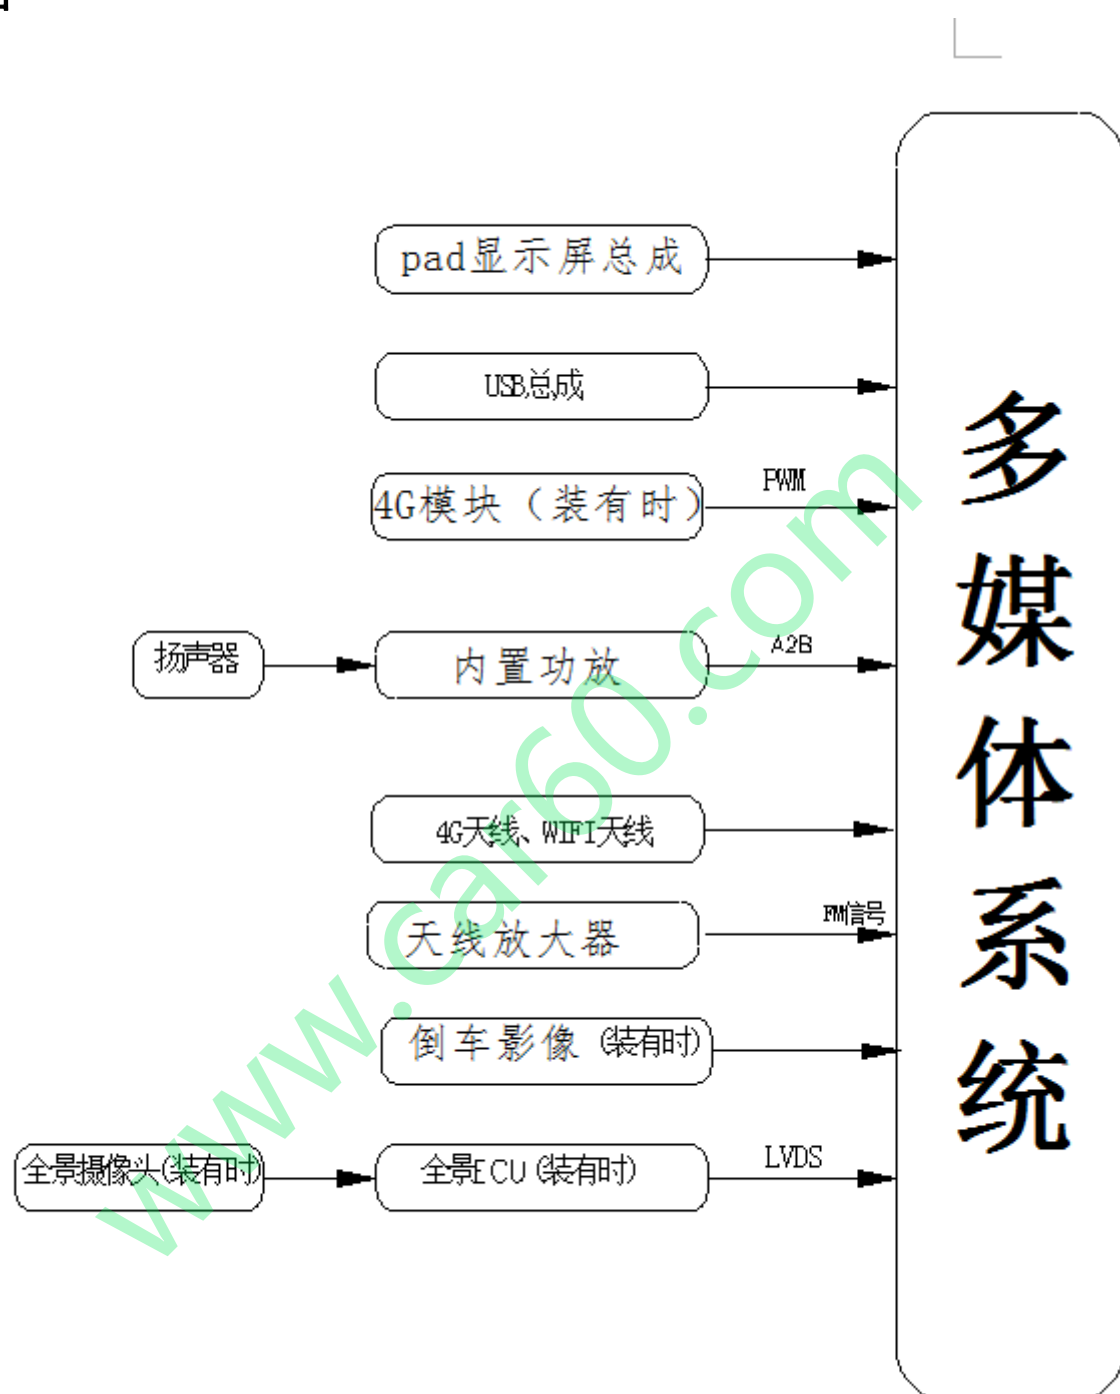 pad显示屏总成
USB总成
PWM
4G模块（装有时）
扬声器
内置功放
A2B
4G天线、WIFI天线
天线放大器
FM信号
倒车影像（装有时）
全景摄像头(装有时)
全景ECU(装有时)
LVDS
多
媒
体
系
统
www.car60.com